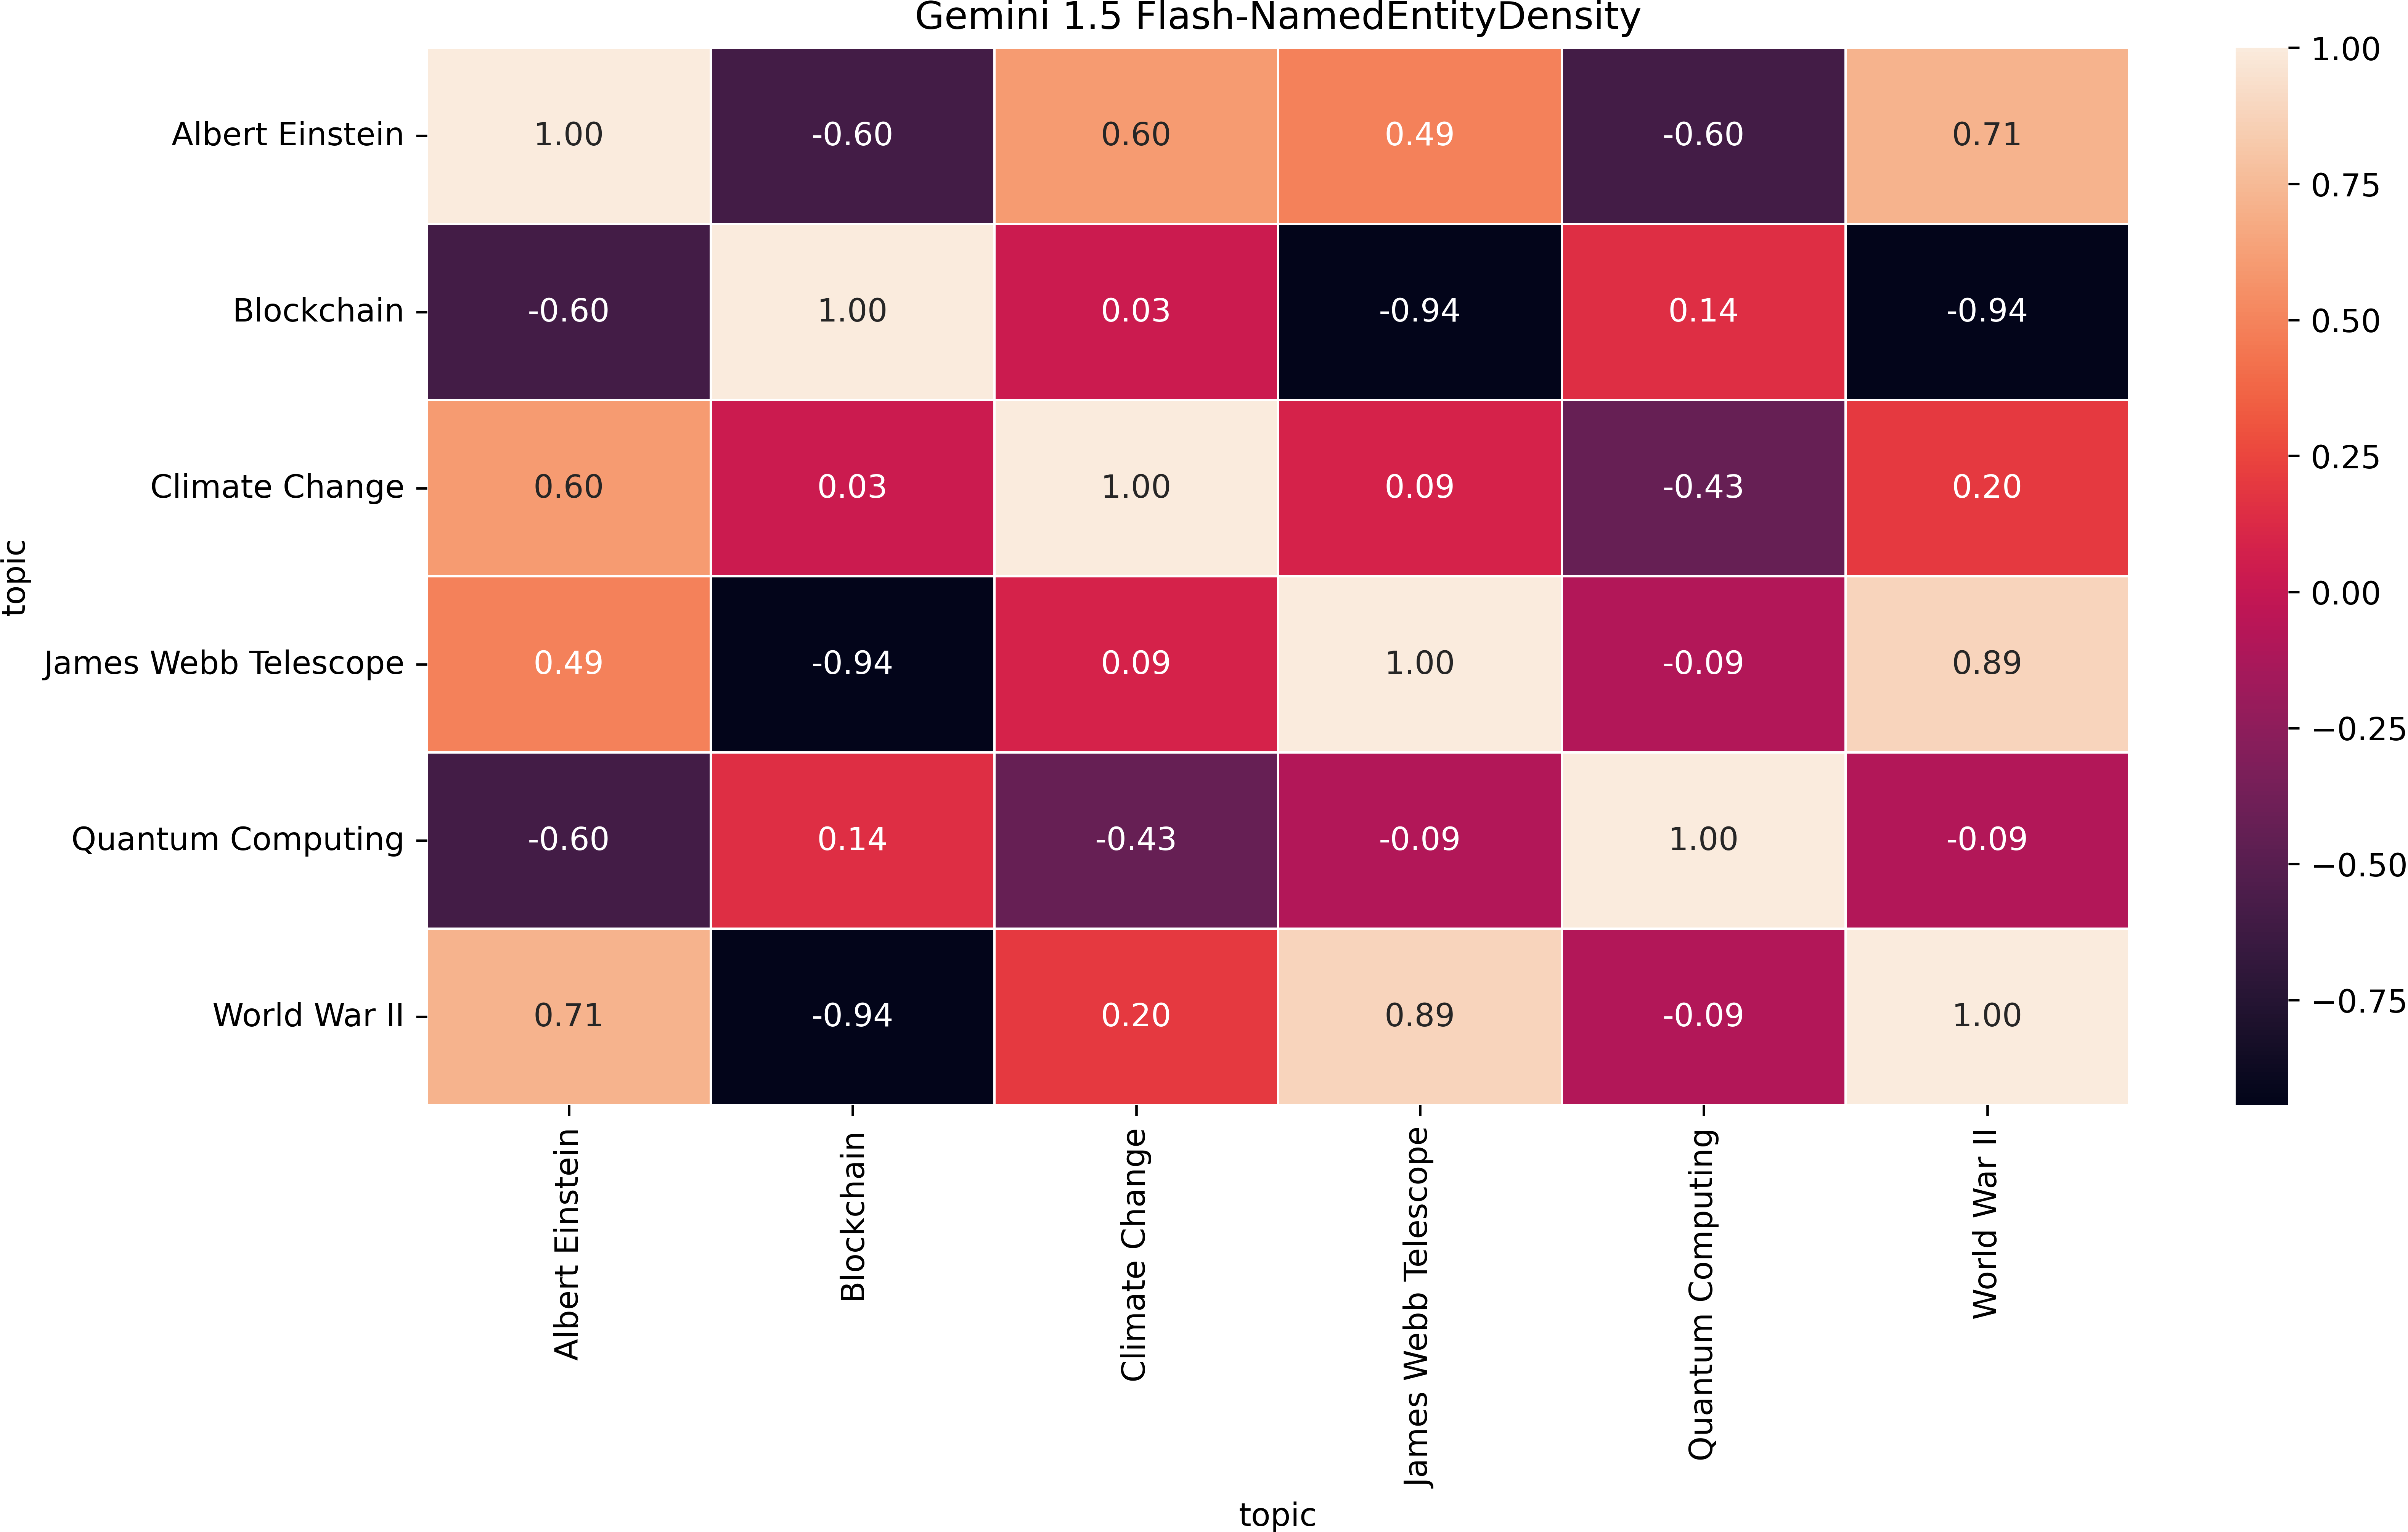 Gemini 1.5 Flash-NamedEntityDensity
Albert Einstein 1.00 -0.60 0.60 0.49 -0.60 0.71
Blockchain -0.60 1.00 0.03 -0.94 0.14 -0.94
Climate Change 0.60 0.03 1.00 0.09 -0.43 0.20
James Webb Telescope 0.49 -0.94 0.09 1.00 -0.09 0.89
Quantum Computing -0.60 0.14 -0.43 -0.09 1.00 -0.09
World War II 0.71 -0.94 0.20 0.89 -0.09 1.00
topic
Albert Einstein
Blockchain
Climate Change
James Webb Telescope
Quantum Computing
World War II
topic
1.00
0.75
0.50
0.25
0.00
−0.25
−0.50
−0.75